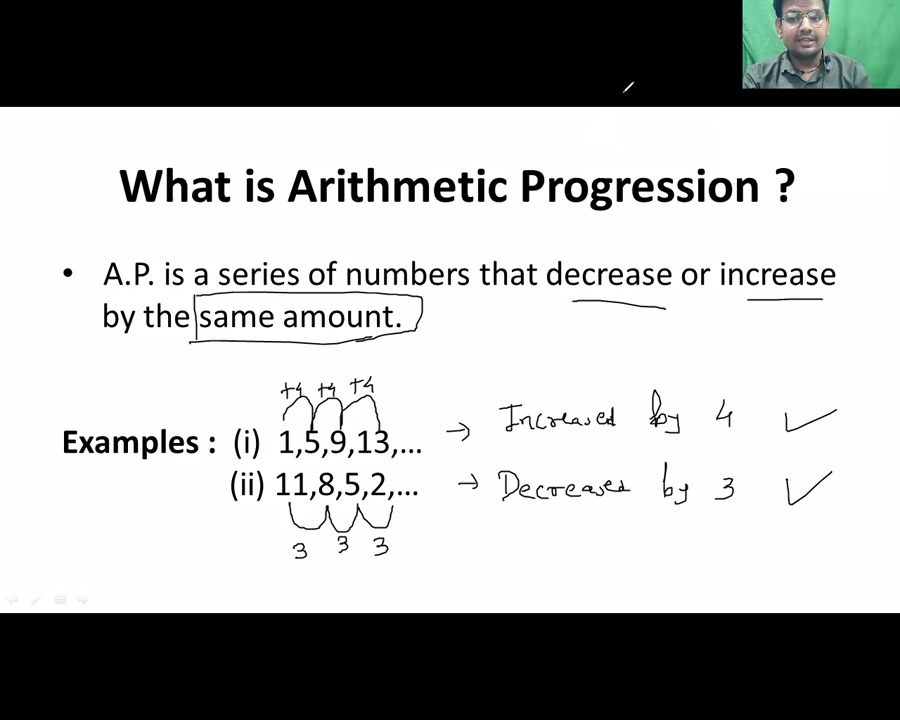 What is Arithmetic Progression ?
• A.P. is a series of numbers that decrease or increase
by the same amount.
+4 +4 +4
Examples : (i) 1,5,9,13,... → Increased by 4 ✓
(ii) 11,8,5,2,... → Decreased by 3 ✓
3 3 3